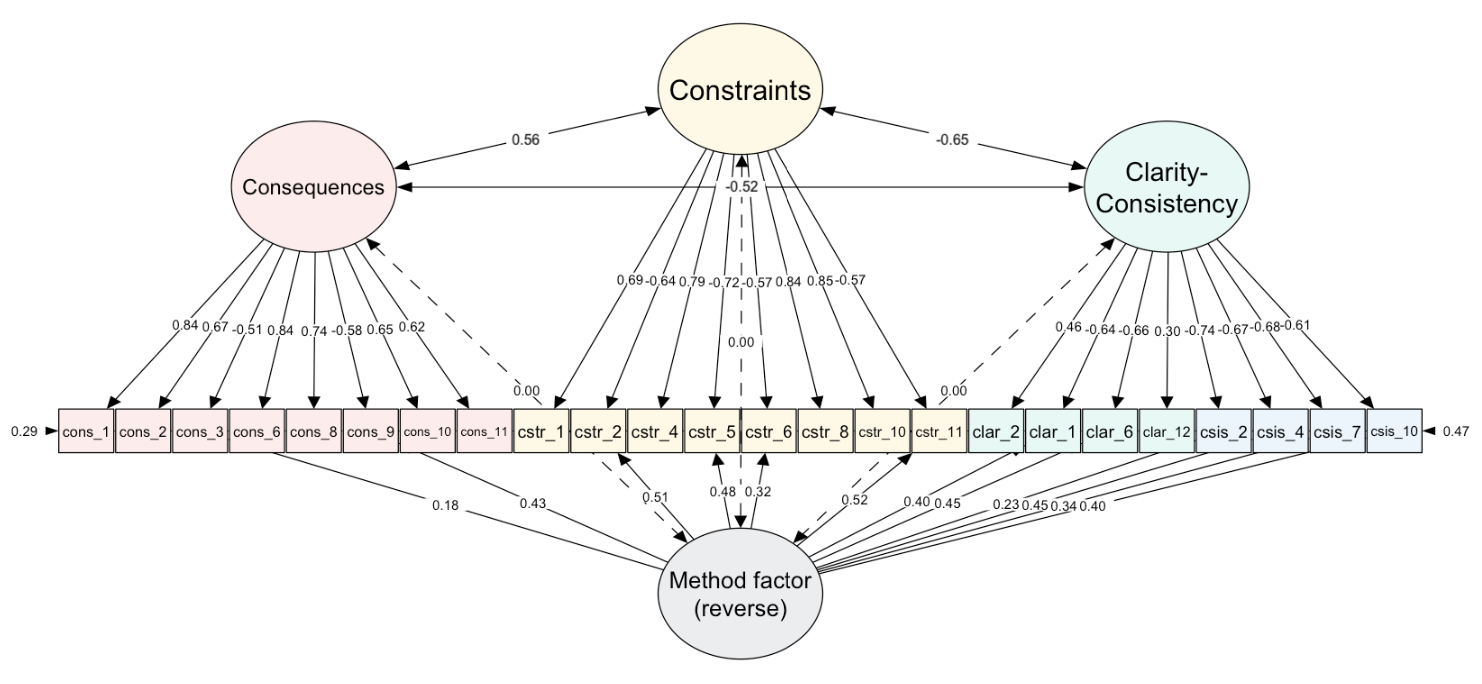 Constraints
0.56
-0.65
Consequences
-0.52
Clarity-
Consistency
0.69 -0.64 0.79 -0.72 -0.57 0.84 0.85 -0.57
0.84 0.67 -0.51 0.84 0.74 -0.58 0.65 0.62
0.46 -0.64 -0.66 0.30 -0.74 -0.67 -0.68 -0.61
0.00
0.00
0.00
0.29 cons_1 cons_2 cons_3 cons_6 cons_8 cons_9 cons_10 cons_11 cstr_1 cstr_2 cstr_4 cstr_5 cstr_6 cstr_8 cstr_10 cstr_11 clar_2 clar_1 clar_6 clar_12 csis_2 csis_4 csis_7 csis_10 0.47
0.18 0.43 0.51 0.48 0.32 0.52 0.40 0.45 0.23 0.45 0.34 0.40
Method factor
(reverse)